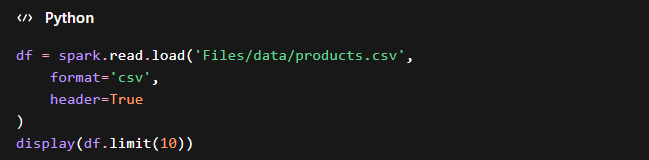 </> Python
df = spark.read.load('Files/data/products.csv',
    format='csv',
    header=True
)
display(df.limit(10))